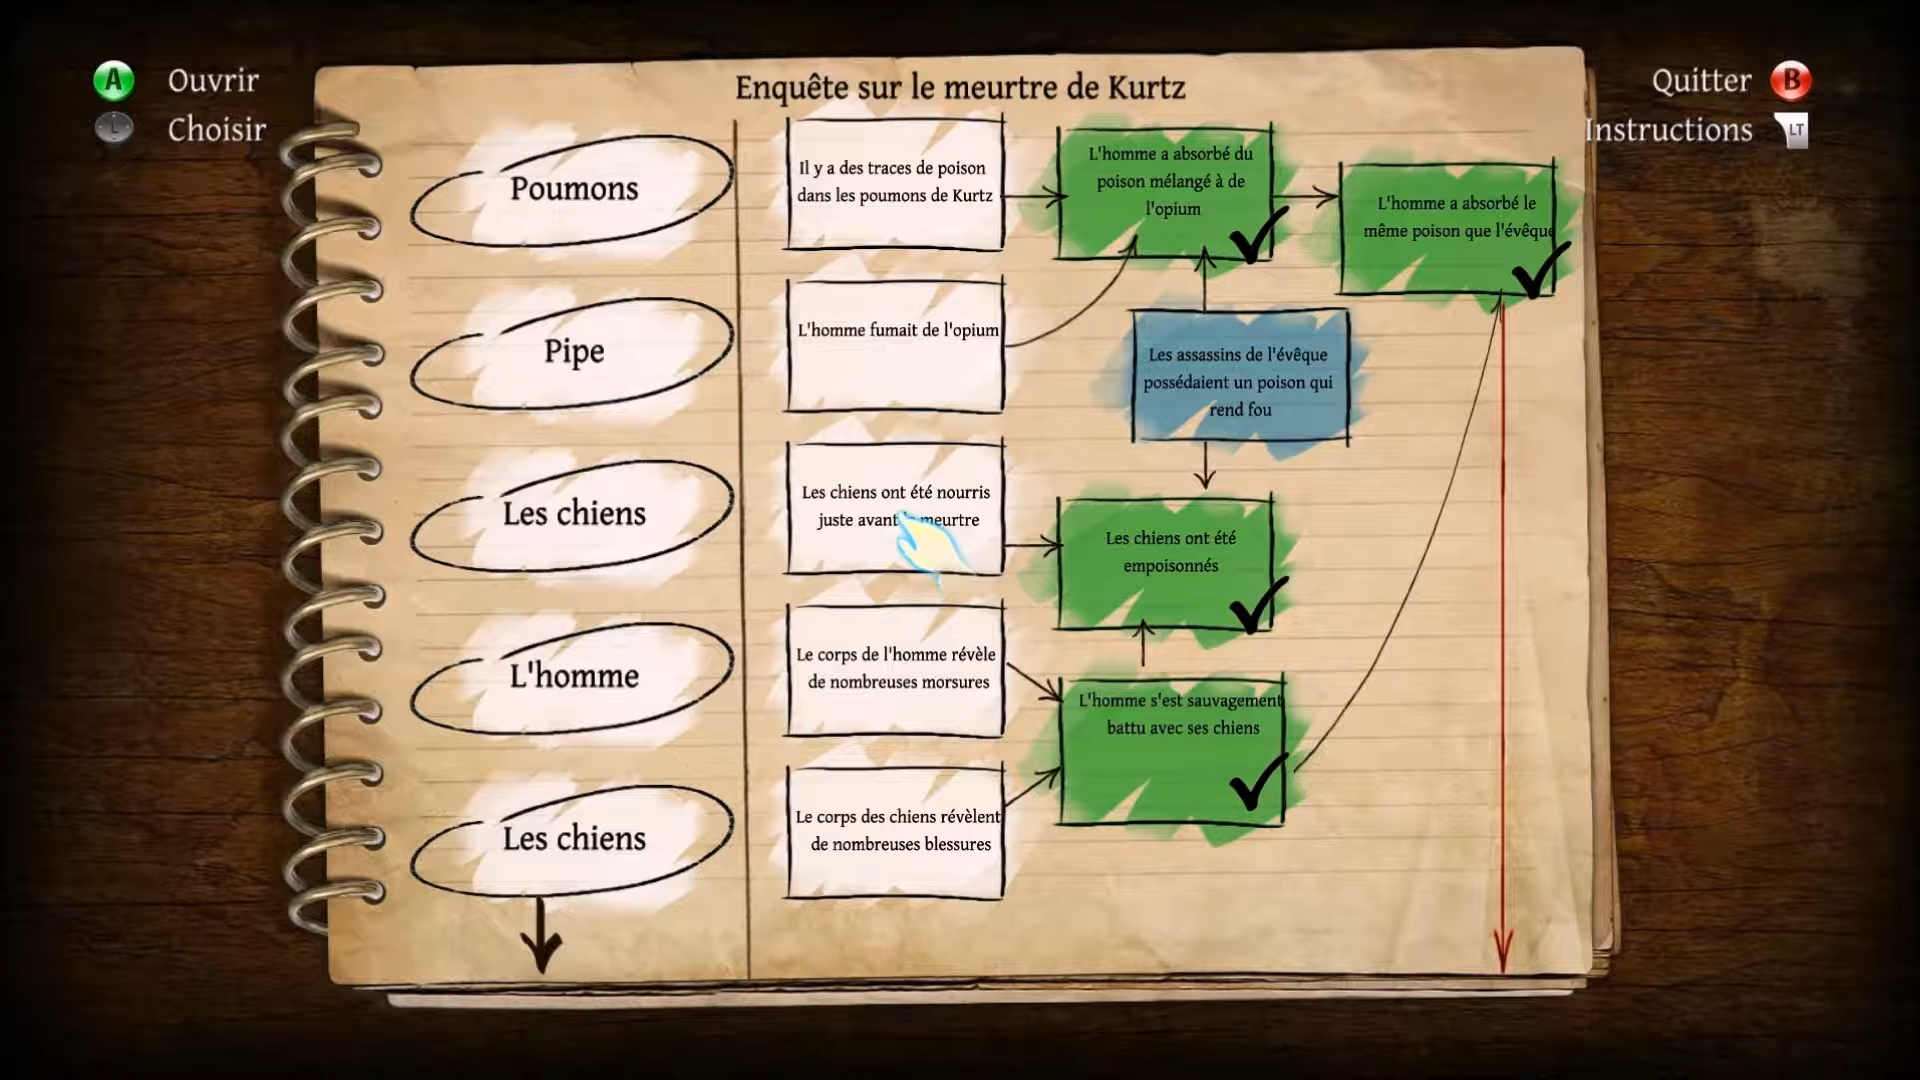 A Ouvrir
L Choisir
Quitter B
Instructions LT
Enquête sur le meurtre de Kurtz
Poumons
Il y a des traces de poison
dans les poumons de Kurtz
L'homme a absorbé du
poison mélangé à de
l'opium
L'homme a absorbé le
même poison que l'évêque
Pipe
L'homme fumait de l'opium
Les assassins de l'évêque
possédaient un poison qui
rend fou
Les chiens
Les chiens ont été nourris
juste avant le meurtre
Les chiens ont été
empoisonnés
L'homme
Le corps de l'homme révèle
de nombreuses morsures
L'homme s'est sauvagement
battu avec ses chiens
Les chiens
Le corps des chiens révèlent
de nombreuses blessures